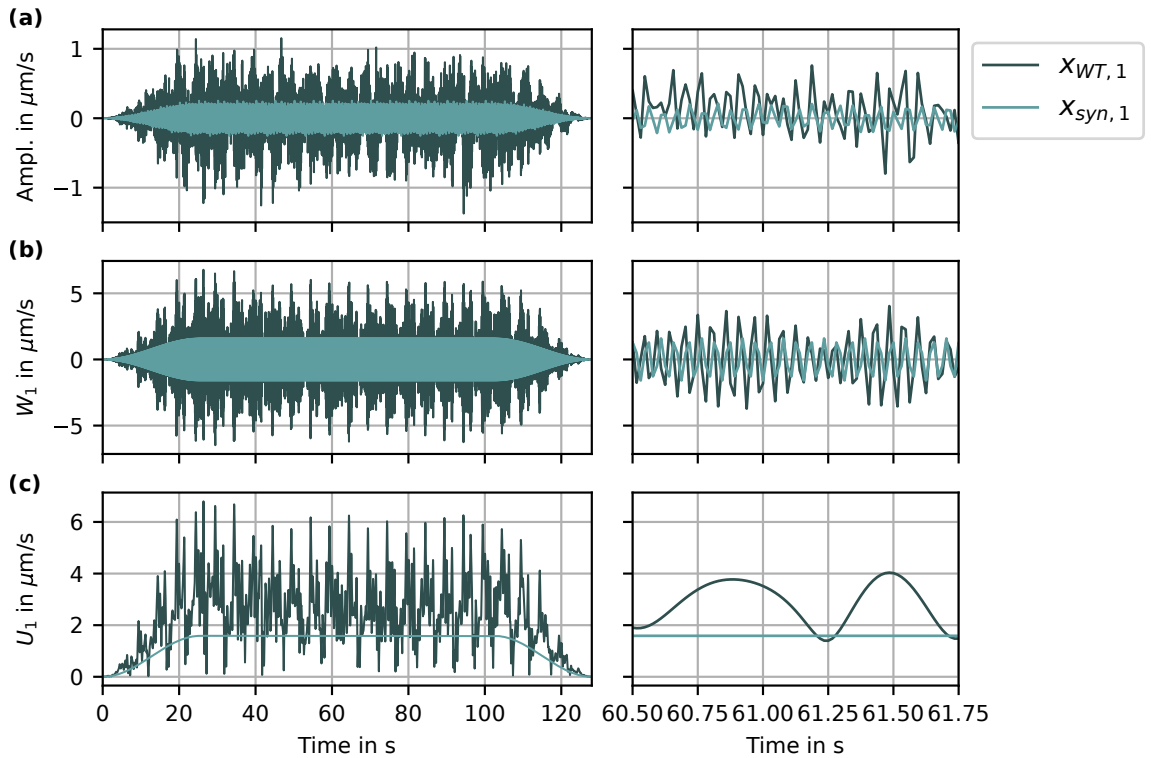 (a)
1
0
−1
Ampl. in μm/s
x_{WT, 1}
x_{syn, 1}
(b)
5
0
−5
W_1 in μm/s
0 20 40 60 80 100 120
60.50 60.75 61.00 61.25 61.50 61.75
(c)
6
4
2
0
U_1 in μm/s
Time in s
Time in s